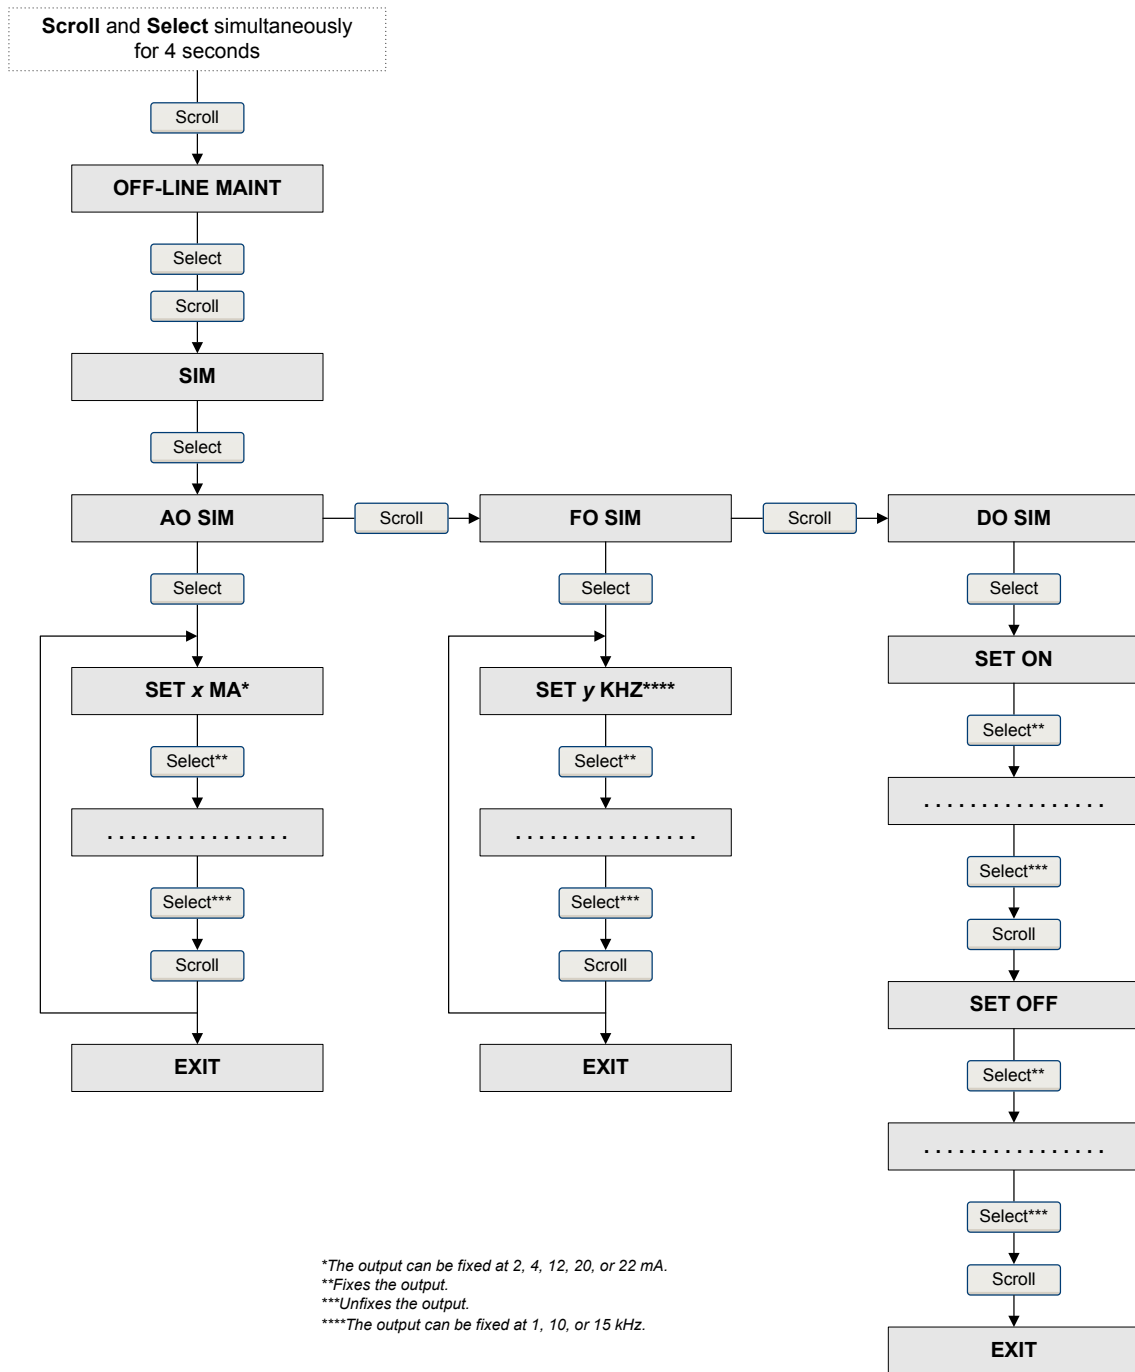 Scroll and Select simultaneously
for 4 seconds
Scroll
OFF-LINE MAINT
Select
Scroll
SIM
Select
AO SIM
Scroll
FO SIM
Scroll
DO SIM
Select
SET x MA*
Select**
. . . . . . . . . . . . . . . .
Select***
Scroll
EXIT
Select
SET y KHZ****
Select**
. . . . . . . . . . . . . . . .
Select***
Scroll
EXIT
Select
SET ON
Select**
. . . . . . . . . . . . . . . .
Select***
Scroll
SET OFF
Select**
. . . . . . . . . . . . . . . .
Select***
Scroll
EXIT
*The output can be fixed at 2, 4, 12, 20, or 22 mA.
**Fixes the output.
***Unfixes the output.
****The output can be fixed at 1, 10, or 15 kHz.